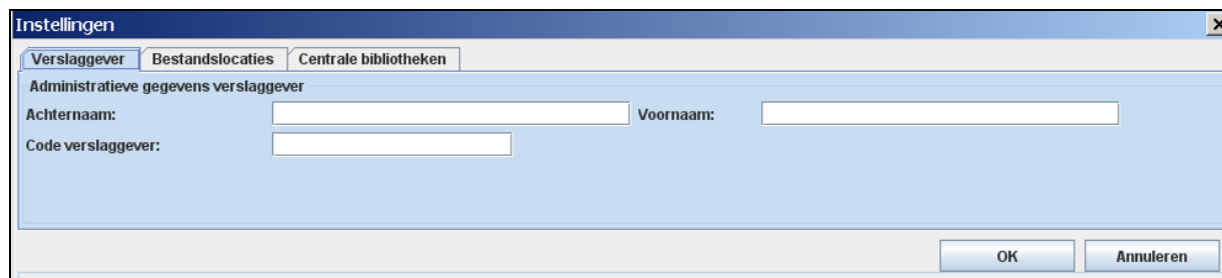 Instellingen
Verslaggever Bestandslocaties Centrale bibliotheken
Administratieve gegevens verslaggever
Achternaam: Voornaam:
Code verslaggever:
OK Annuleren